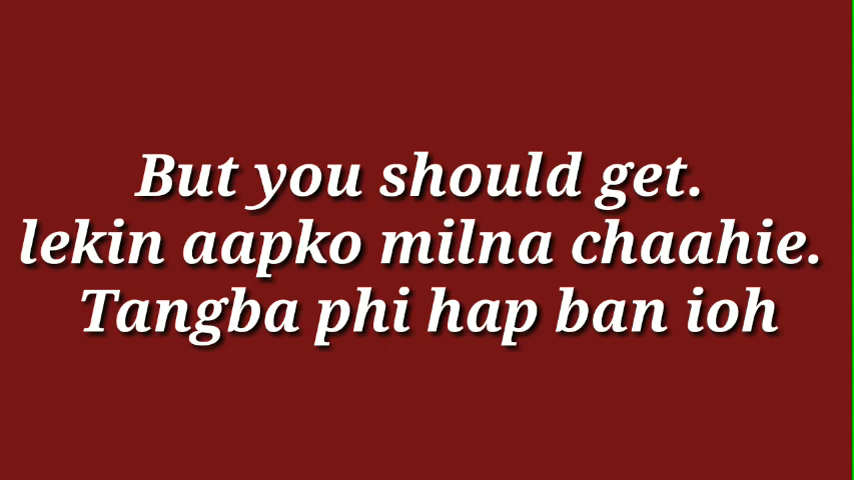 But you should get.
lekin aapko milna chaahie.
Tangba phi hap ban ioh